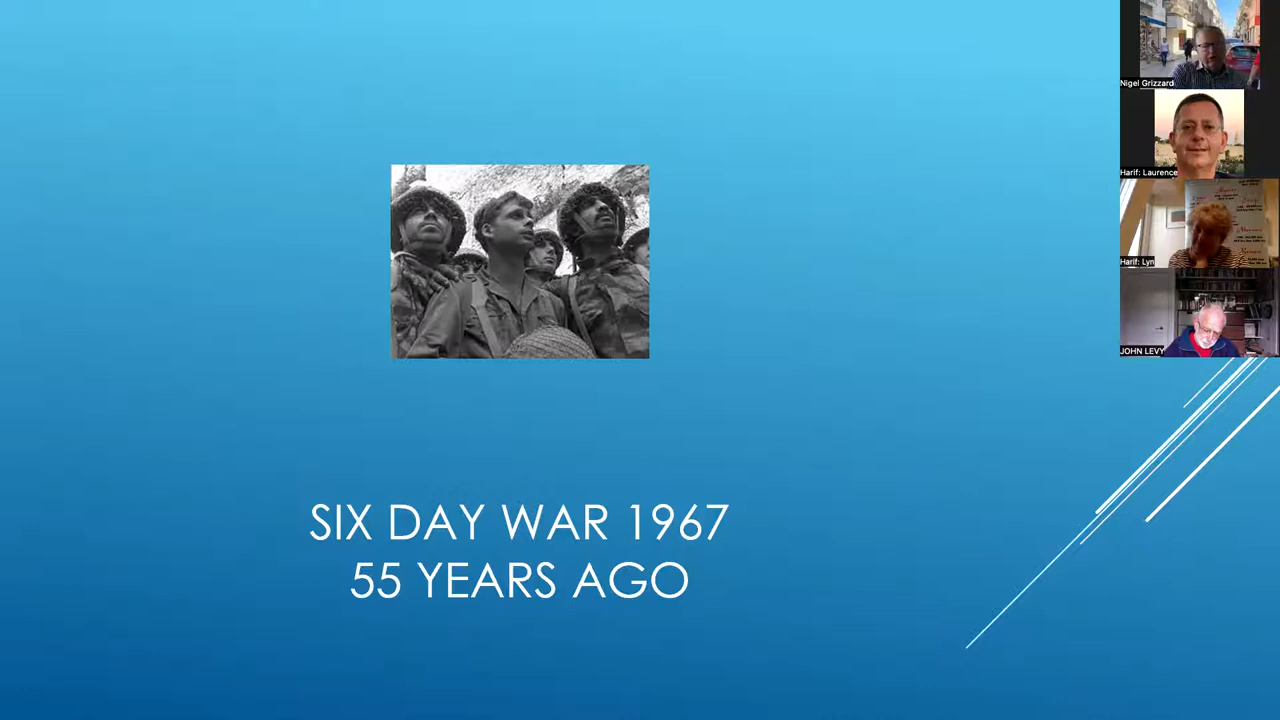 SIX DAY WAR 1967
55 YEARS AGO
Nigel Grizzard
Harif: Laurence
Harif: Lyn
JOHN LEVY